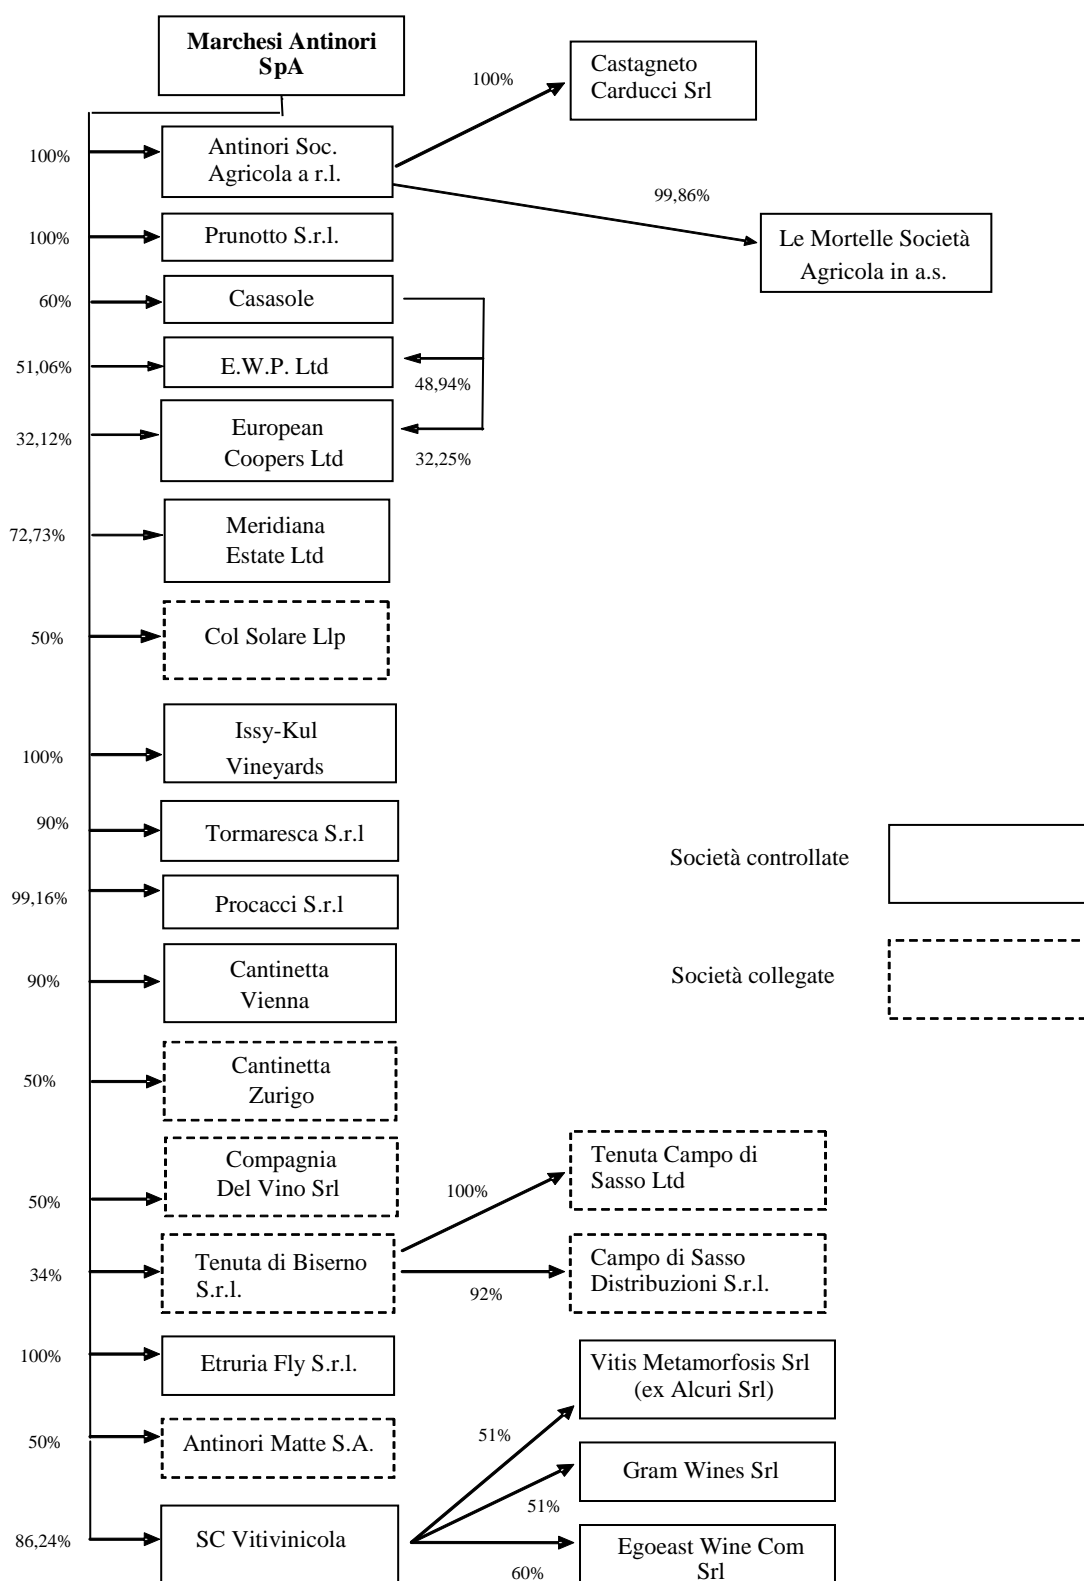 Marchesi Antinori
SpA
100%
Castagneto
Carducci Srl
100%
Antinori Soc.
Agricola a r.l.
99,86%
Le Mortelle Società
Agricola in a.s.
100%
Prunotto S.r.l.
60%
Casasole
51,06%
E.W.P. Ltd
48,94%
32,12%
European
Coopers Ltd
32,25%
72,73%
Meridiana
Estate Ltd
50%
Col Solare Llp
100%
Issy-Kul
Vineyards
90%
Tormaresca S.r.l
Società controllate
99,16%
Procacci S.r.l
90%
Cantinetta
Vienna
Società collegate
50%
Cantinetta
Zurigo
50%
Compagnia
Del Vino Srl
100%
Tenuta Campo di
Sasso Ltd
34%
Tenuta di Biserno
S.r.l.
92%
Campo di Sasso
Distribuzioni S.r.l.
100%
Etruria Fly S.r.l.
Vitis Metamorfosis Srl
(ex Alcuri Srl)
50%
Antinori Matte S.A.
51%
Gram Wines Srl
51%
86,24%
SC Vitivinicola
60%
Egoeast Wine Com
Srl